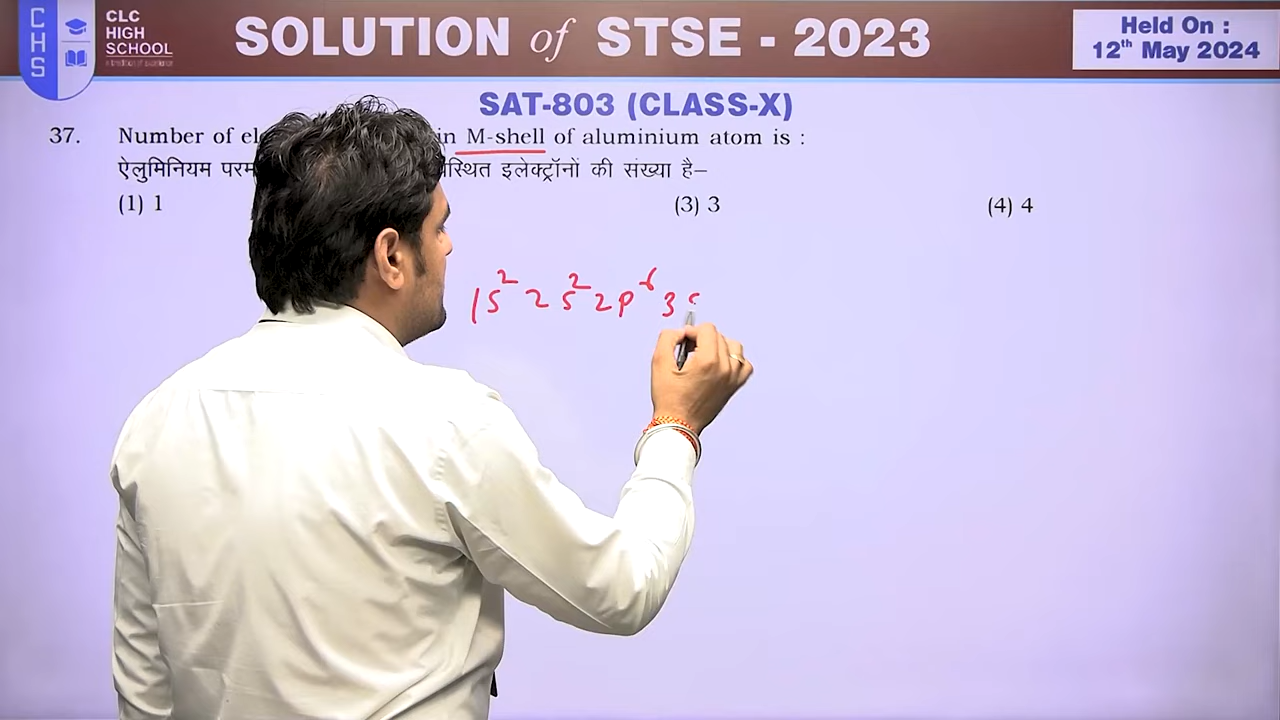 CHS
CLC
HIGH
SCHOOL
SOLUTION of STSE - 2023
Held On :
12th May 2024
SAT-803 (CLASS-X)
37. Number of el in M-shell of aluminium atom is :
ऐलुमिनियम परम स्थित इलेक्ट्रॉनों की संख्या है–
(1) 1 (3) 3 (4) 4
1s² 2s² 2p⁶ 3s